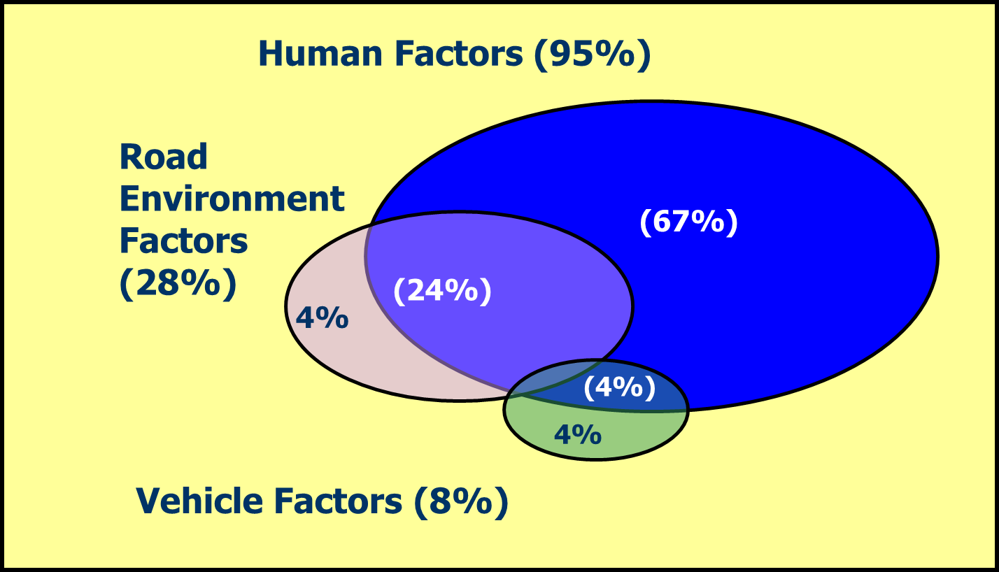 Human Factors (95%)
Road
Environment
Factors
(28%)
(67%)
(24%)
4%
(4%)
4%
Vehicle Factors (8%)